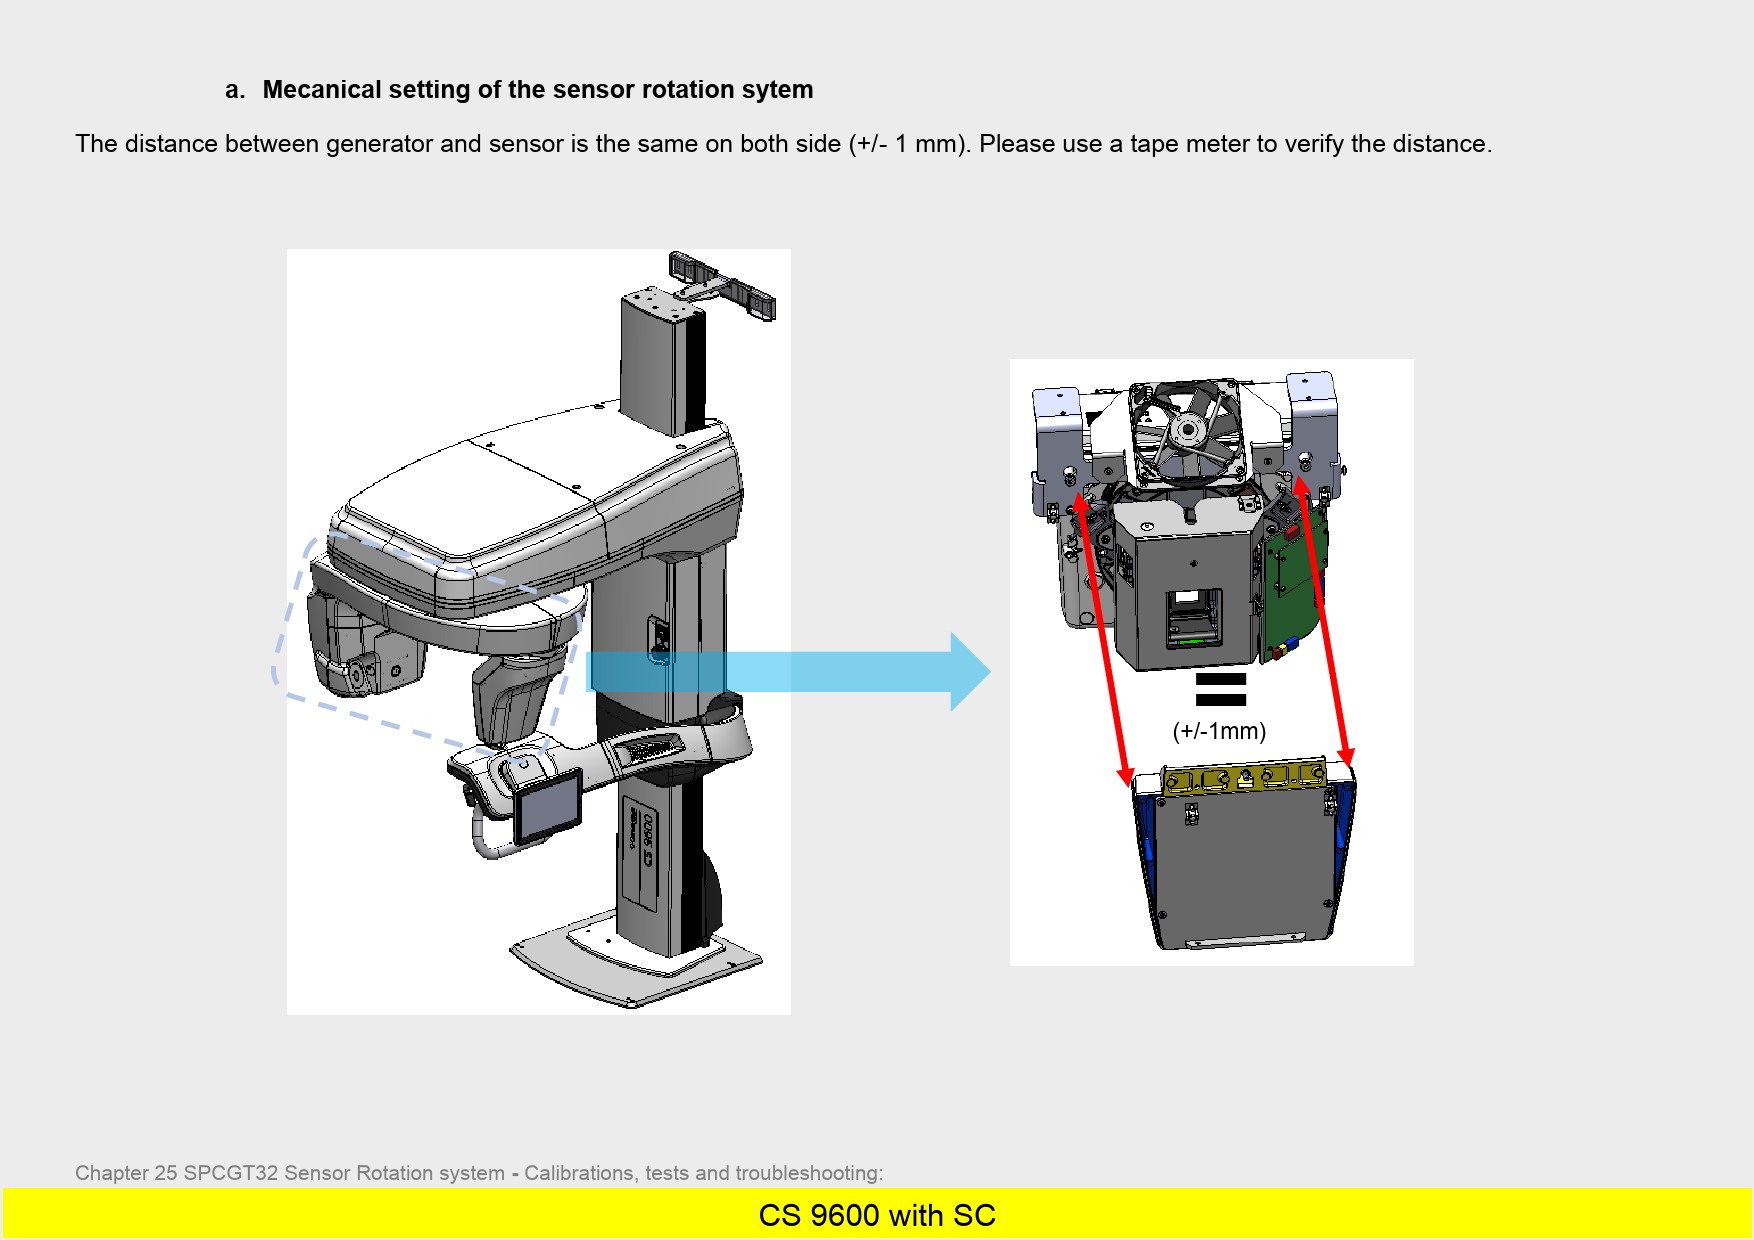 a. Mecanical setting of the sensor rotation sytem
The distance between generator and sensor is the same on both side (+/- 1 mm). Please use a tape meter to verify the distance.
(+/-1mm)
Chapter 25 SPCGT32 Sensor Rotation system - Calibrations, tests and troubleshooting:
CS 9600 with SC